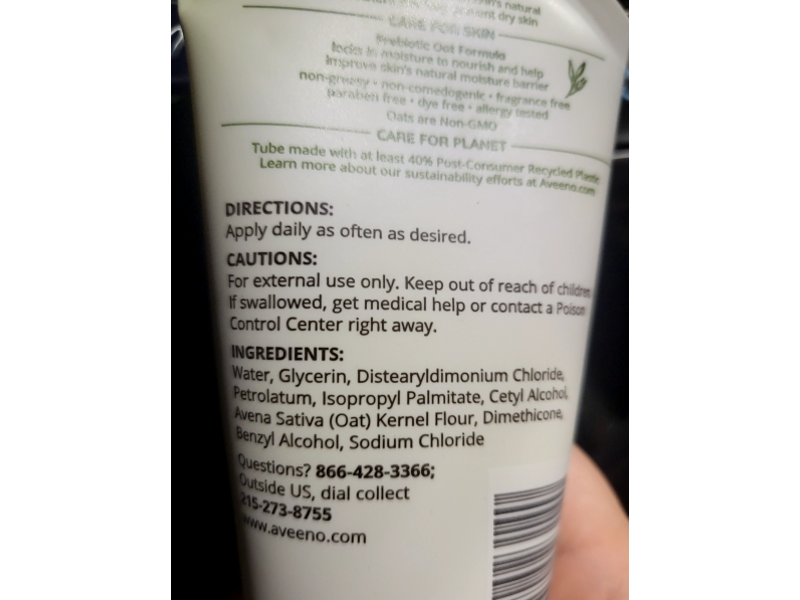 skin's natural
prevent dry skin
CARE FOR SKIN
Prebiotic Oat Formula
locks in moisture to nourish and help
improve skin's natural moisture barrier
non-greasy • non-comedogenic • fragrance free
paraben free • dye free • allergy tested
Oats are Non-GMO
CARE FOR PLANET
Tube made with at least 40% Post-Consumer Recycled Plastic
Learn more about our sustainability efforts at Aveeno.com
DIRECTIONS:
Apply daily as often as desired.
CAUTIONS:
For external use only. Keep out of reach of children
If swallowed, get medical help or contact a Poison
Control Center right away.
INGREDIENTS:
Water, Glycerin, Distearyldimonium Chloride,
Petrolatum, Isopropyl Palmitate, Cetyl Alcohol,
Avena Sativa (Oat) Kernel Flour, Dimethicone,
Benzyl Alcohol, Sodium Chloride
Questions? 866-428-3366;
Outside US, dial collect
215-273-8755
www.aveeno.com